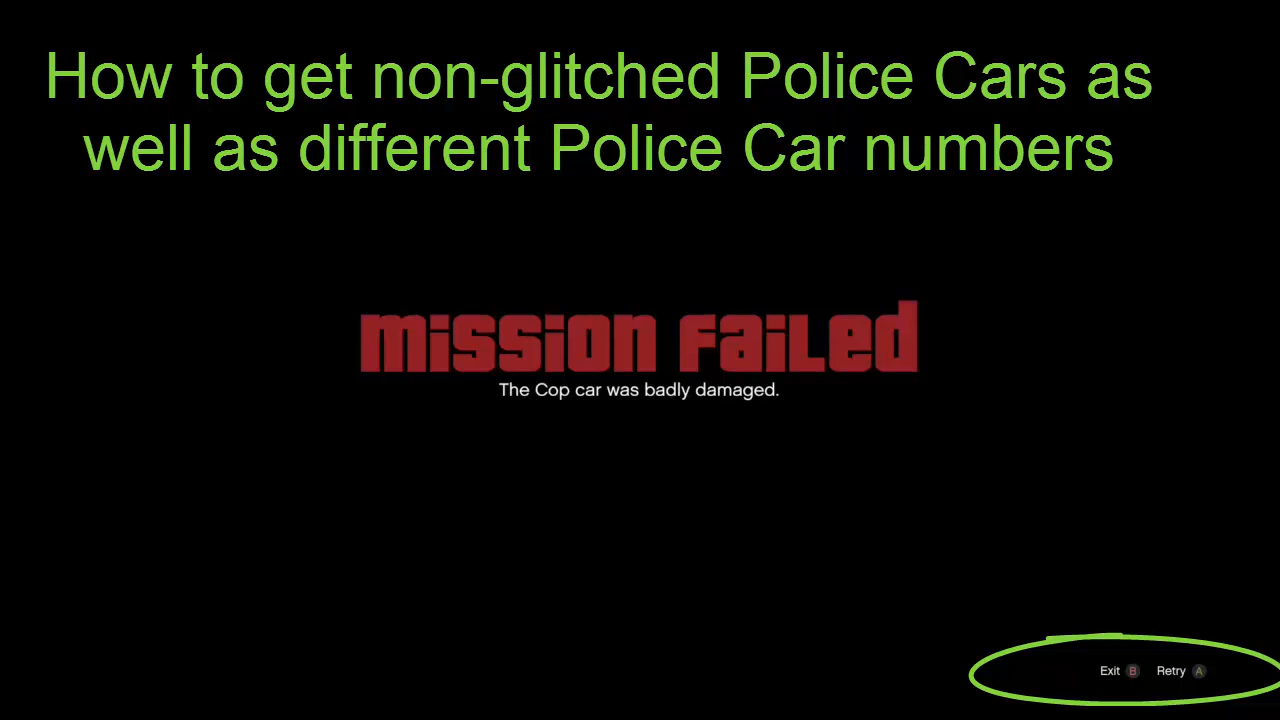 How to get non-glitched Police Cars as
well as different Police Car numbers
mission failed
The Cop car was badly damaged.
Exit B Retry A